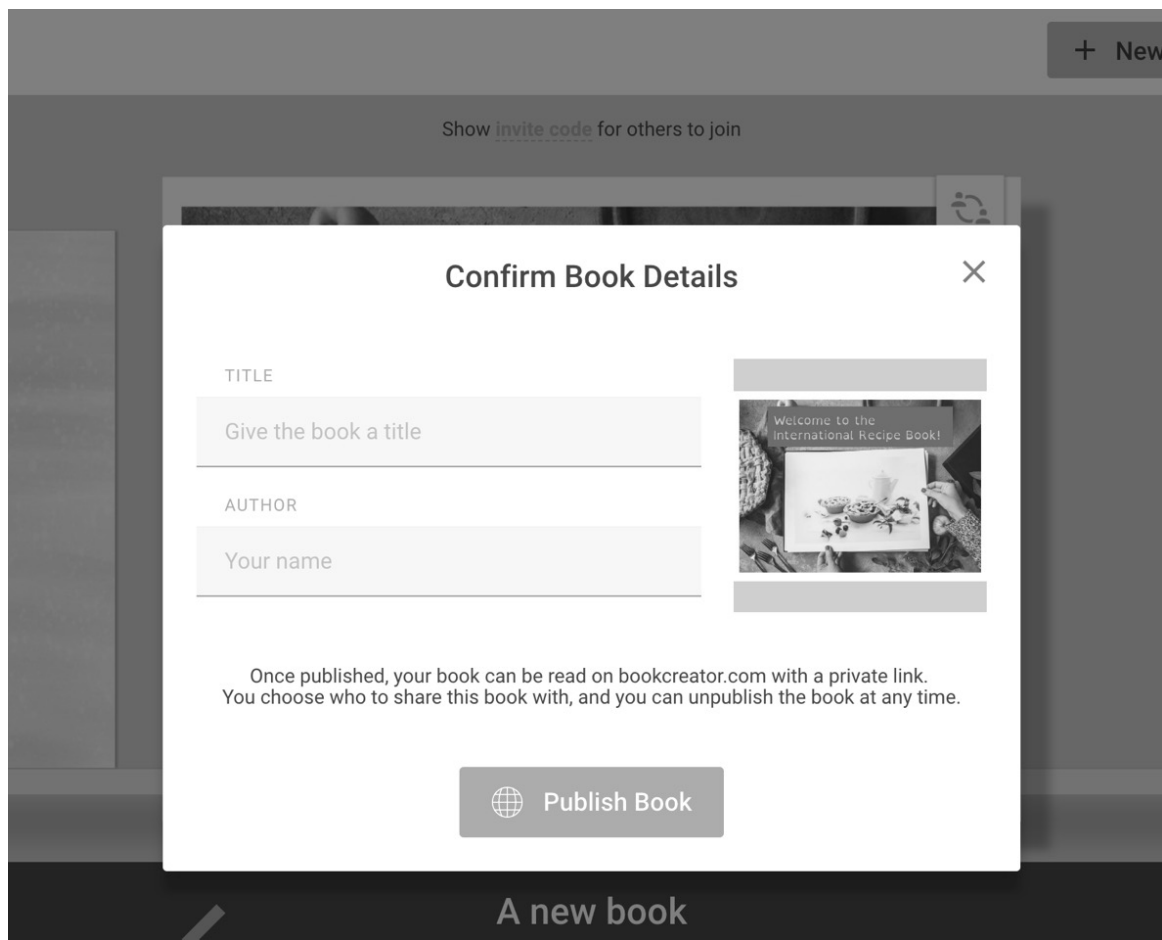 + New
Show invite code for others to join
Confirm Book Details
TITLE
Give the book a title
Welcome to the
International Recipe Book!
AUTHOR
Your name
Once published, your book can be read on bookcreator.com with a private link.
You choose who to share this book with, and you can unpublish the book at any time.
Publish Book
A new book